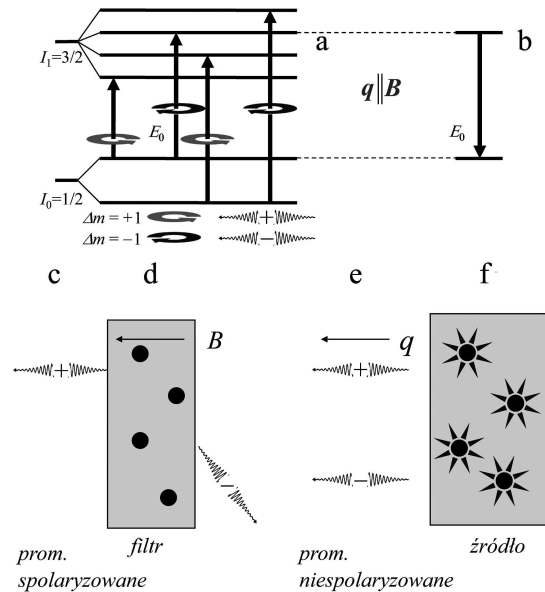 a
b
I₁=3/2
q∥B
E₀
E₀
I₀=1/2
Δm = +1
+
Δm = −1
−
c
d
e
f
B
q
+
+
−
−
filtr
źródło
prom.
spolaryzowane
prom.
niespolaryzowane